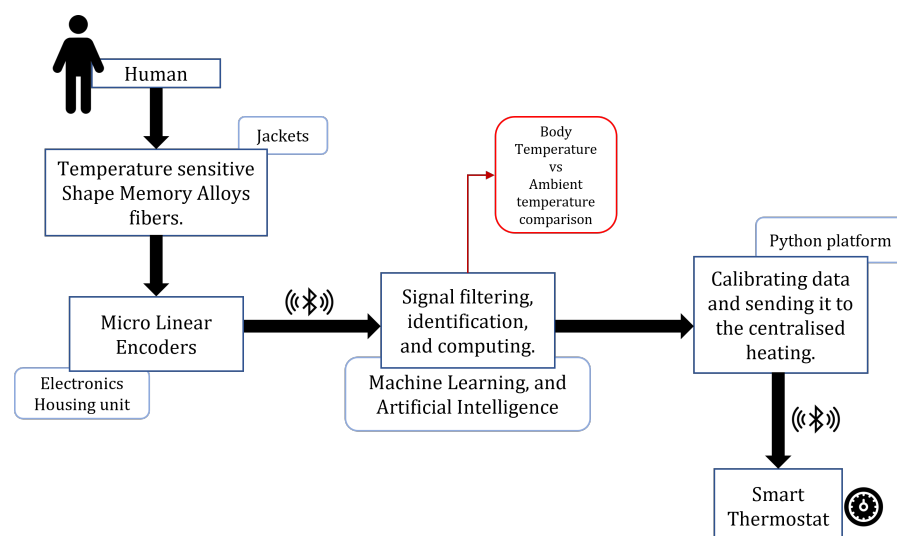 Human
Jackets
Temperature sensitive
Shape Memory Alloys
fibers.
Micro Linear
Encoders
Electronics
Housing unit
Body
Temperature
vs
Ambient
temperature
comparison
Signal filtering,
identification,
and computing.
Machine Learning, and
Artificial Intelligence
Python platform
Calibrating data
and sending it to
the centralised
heating.
Smart
Thermostat